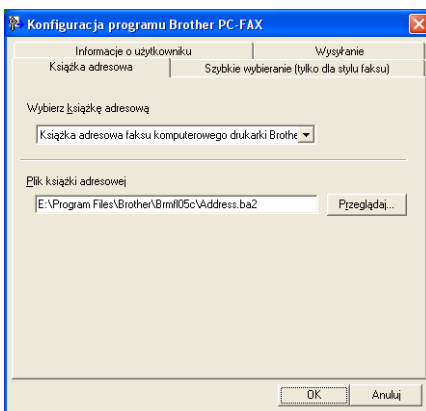 Konfiguracja programu Brother PC-FAX
Informacje o użytkowniku
Wysyłanie
Książka adresowa
Szybkie wybieranie (tylko dla stylu faksu)
Wybierz książkę adresową
Książka adresowa faksu komputerowego drukarki Brothe
Plik książki adresowej
E:\Program Files\Brother\Brmfl05c\Address.ba2
Przeglądaj...
OK
Anuluj